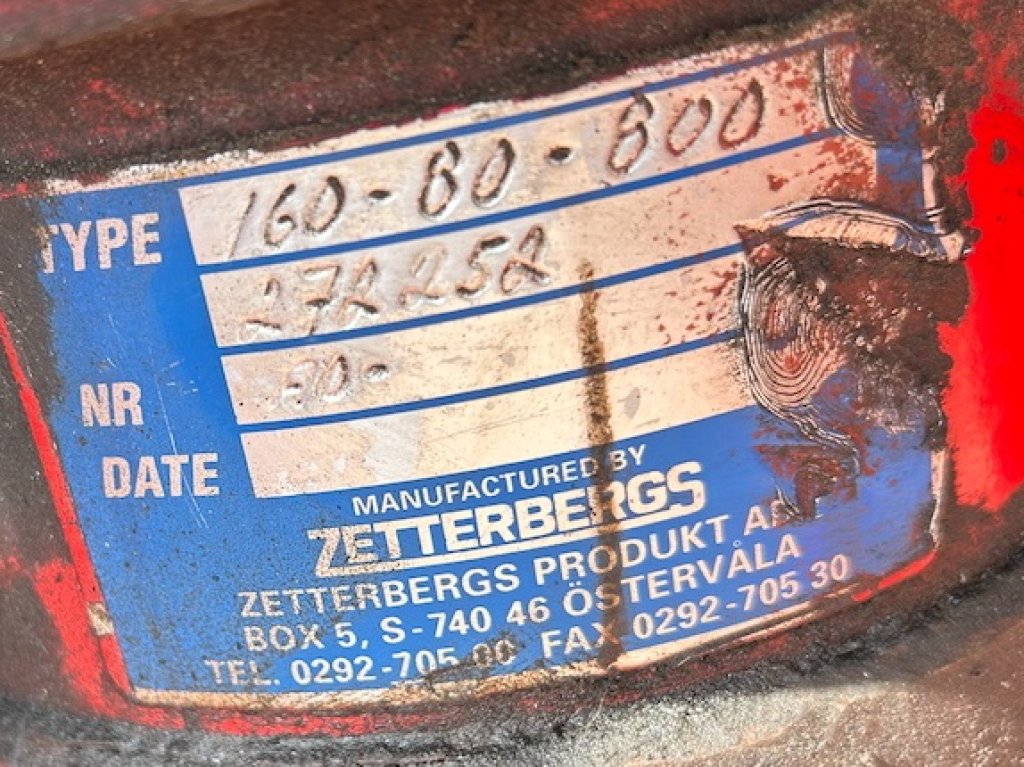 TYPE 160-80-800
272252
NR
DATE
MANUFACTURED BY
ZETTERBERGS
ZETTERBERGS PRODUKT AB
BOX 5, S-740 46 ÖSTERVÅLA
TEL. 0292-705 00 FAX 0292-705 30